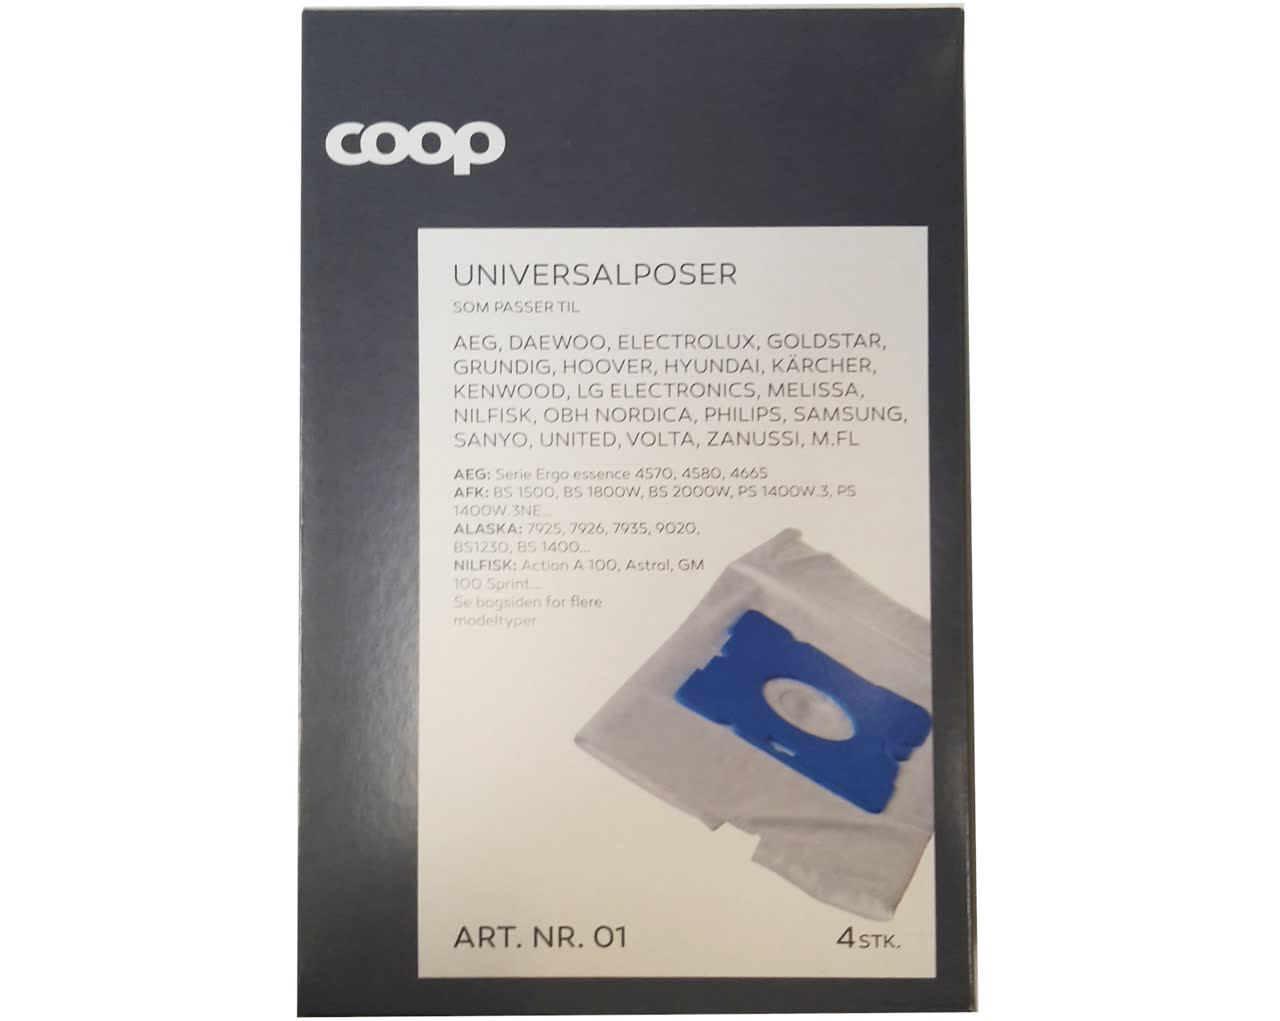 coop
UNIVERSALPOSER
SOM PASSER TIL
AEG, DAEWOO, ELECTROLUX, GOLDSTAR,
GRUNDIG, HOOVER, HYUNDAI, KÄRCHER,
KENWOOD, LG ELECTRONICS, MELISSA,
NILFISK, OBH NORDICA, PHILIPS, SAMSUNG,
SANYO, UNITED, VOLTA, ZANUSSI, M.FL
AEG: Serie Ergo essence 4570, 4580, 4665
AFK: BS 1500, BS 1800W, BS 2000W, PS 1400W.3, PS
1400W.3NE...
ALASKA: 7925, 7926, 7935, 9020,
BS1230, BS 1400...
NILFISK: Action A 100, Astral, GM
100 Sprint...
Se bagsiden for flere
modeltyper
ART. NR. 01
4 STK.